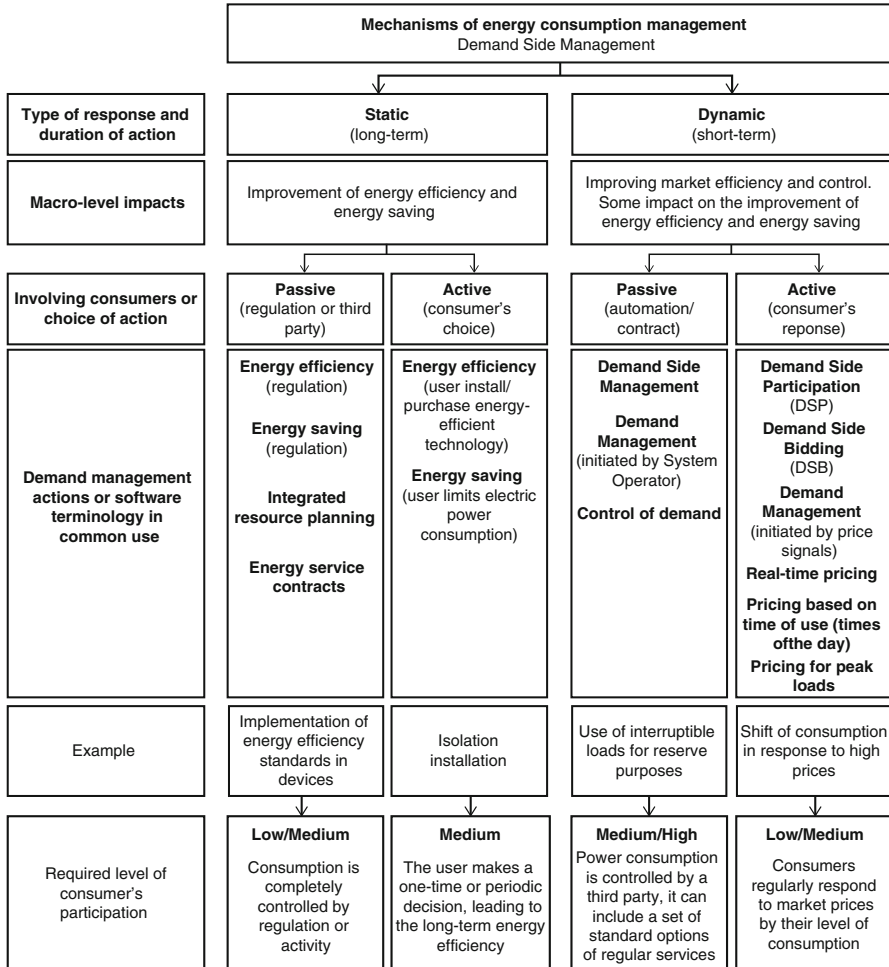 Mechanisms of energy consumption management
Demand Side Management
Type of response and
duration of action
Static
(long-term)
Dynamic
(short-term)
Macro-level impacts
Improvement of energy efficiency and
energy saving
Improving market efficiency and control.
Some impact on the improvement of
energy efficiency and energy saving
Involving consumers or
choice of action
Passive
(regulation or third
party)
Active
(consumer's
choice)
Passive
(automation/
contract)
Active
(consumer's
reponse)
Demand management
actions or software
terminology in
common use
Energy efficiency
(regulation)
Energy saving
(regulation)
Integrated
resource planning
Energy service
contracts
Energy efficiency
(user install/
purchase energy-
efficient
technology)
Energy saving
(user limits electric
power
consumption)
Demand Side
Management
Demand
Management
(initiated by System
Operator)
Control of demand
Demand Side
Participation
(DSP)
Demand Side
Bidding
(DSB)
Demand
Management
(initiated by price
signals)
Real-time pricing
Pricing based on
time of use (times
ofthe day)
Pricing for peak
loads
Example
Implementation of
energy efficiency
standards in
devices
Isolation
installation
Use of interruptible
loads for reserve
purposes
Shift of consumption
in response to high
prices
Required level of
consumer's
participation
Low/Medium
Consumption is
completely
controlled by
regulation or
activity
Medium
The user makes a
one-time or periodic
decision, leading to
the long-term energy
efficiency
Medium/High
Power consumption
is controlled by a
third party, it can
include a set of
standard options
of regular services
Low/Medium
Consumers
regularly respond
to market prices
by their level of
consumption